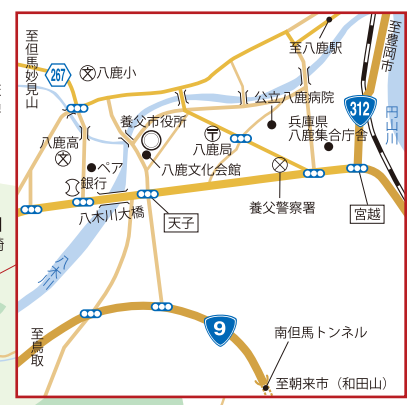 至但馬妙見山
267
八鹿小
至八鹿駅
至豊岡市
公立八鹿病院
312
円山川
養父市役所
兵庫県
八鹿集合庁舎
八鹿高
八鹿局
ペア
八鹿文化会館
銀行
養父警察署
八木川大橋
天子
宮越
八木川
至鳥取
9
南但馬トンネル
至朝来市（和田山）
崎